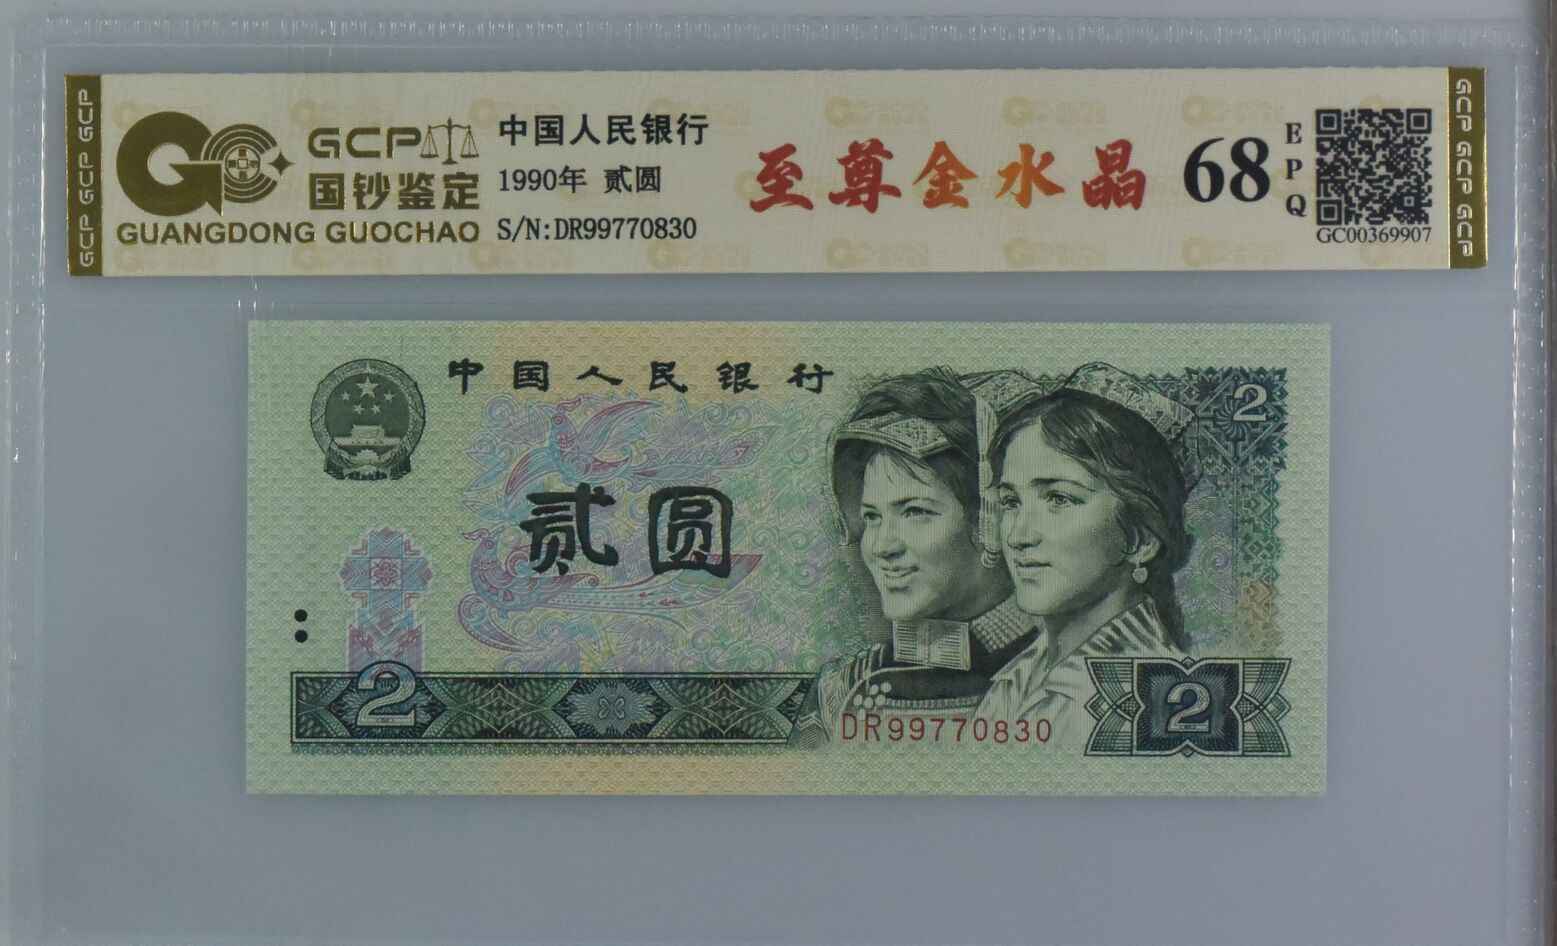 GCP GCP GCP
GCP
国钞鉴定
GUANGDONG GUOCHAO
中国人民银行
1990年 贰圆
S/N:DR99770830
至尊金水晶
68
EPQ
GC00369907
GCP GCP GCP
中国人民银行
2
贰圆
2
DR99770830
2